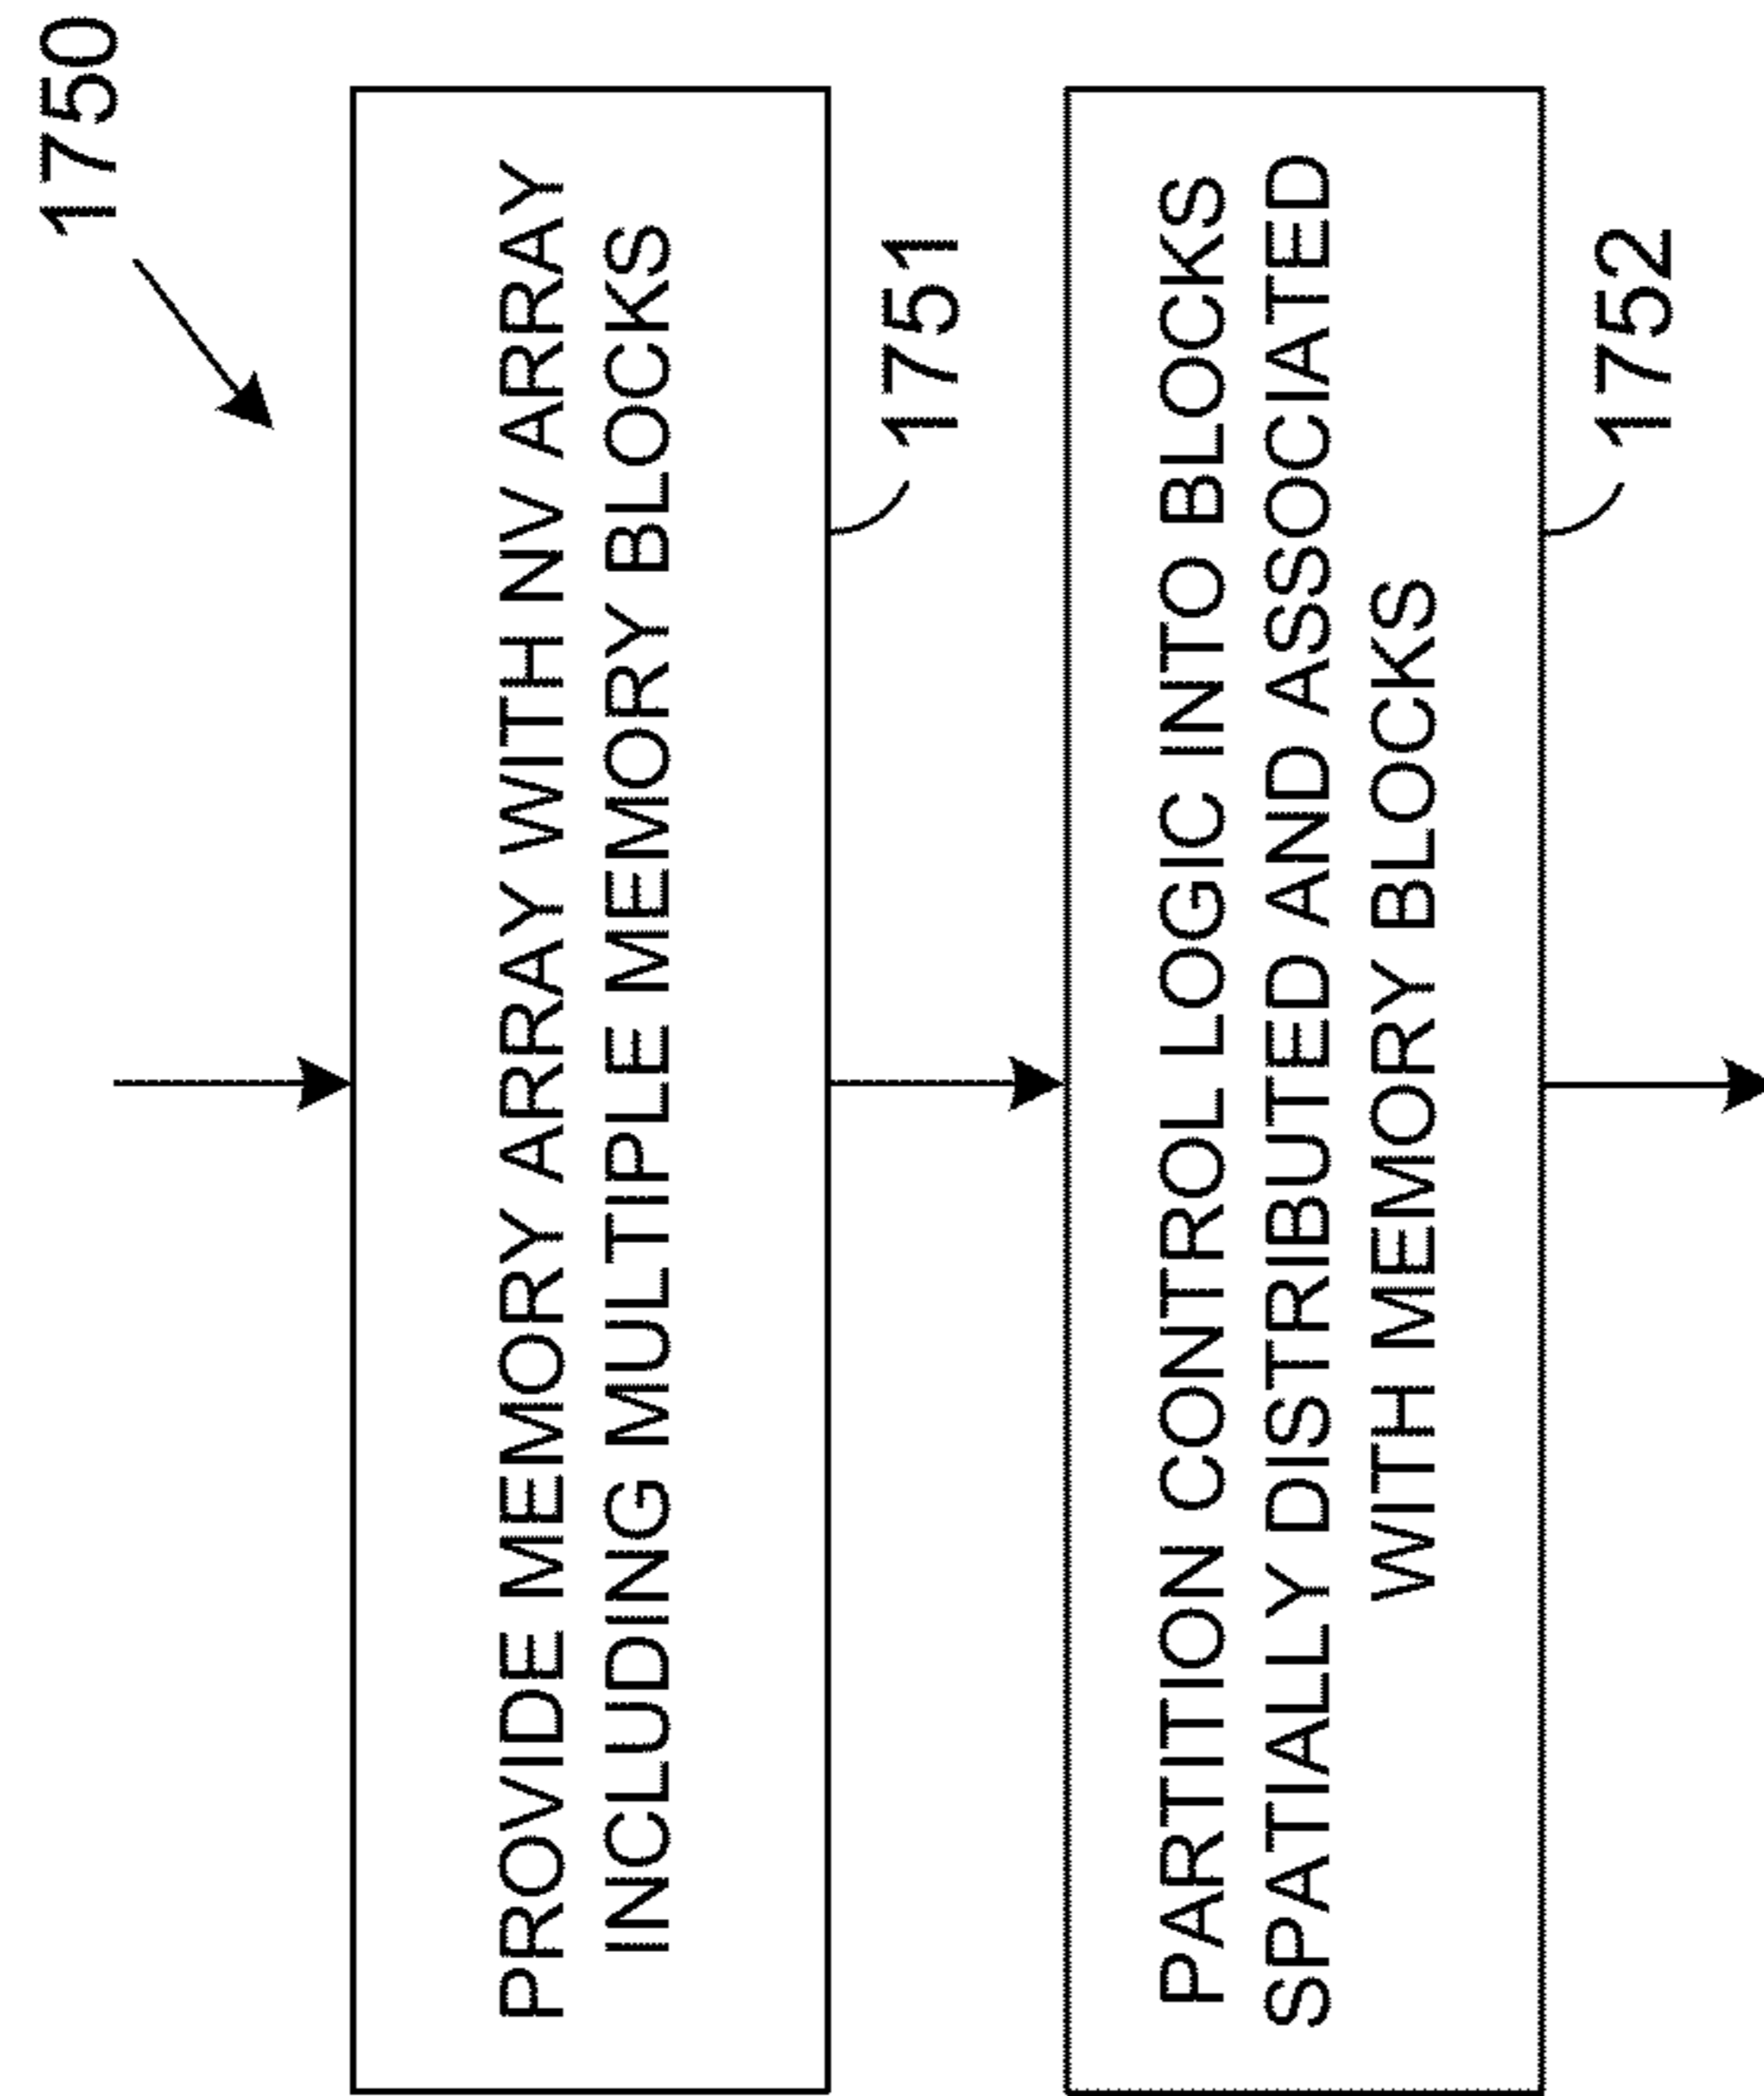 1750
PROVIDE MEMORY ARRAY WITH NV ARRAY
INCLUDING MULTIPLE MEMORY BLOCKS
1751
PARTITION CONTROL LOGIC INTO BLOCKS
SPATIALLY DISTRIBUTED AND ASSOCIATED
WITH MEMORY BLOCKS
1752